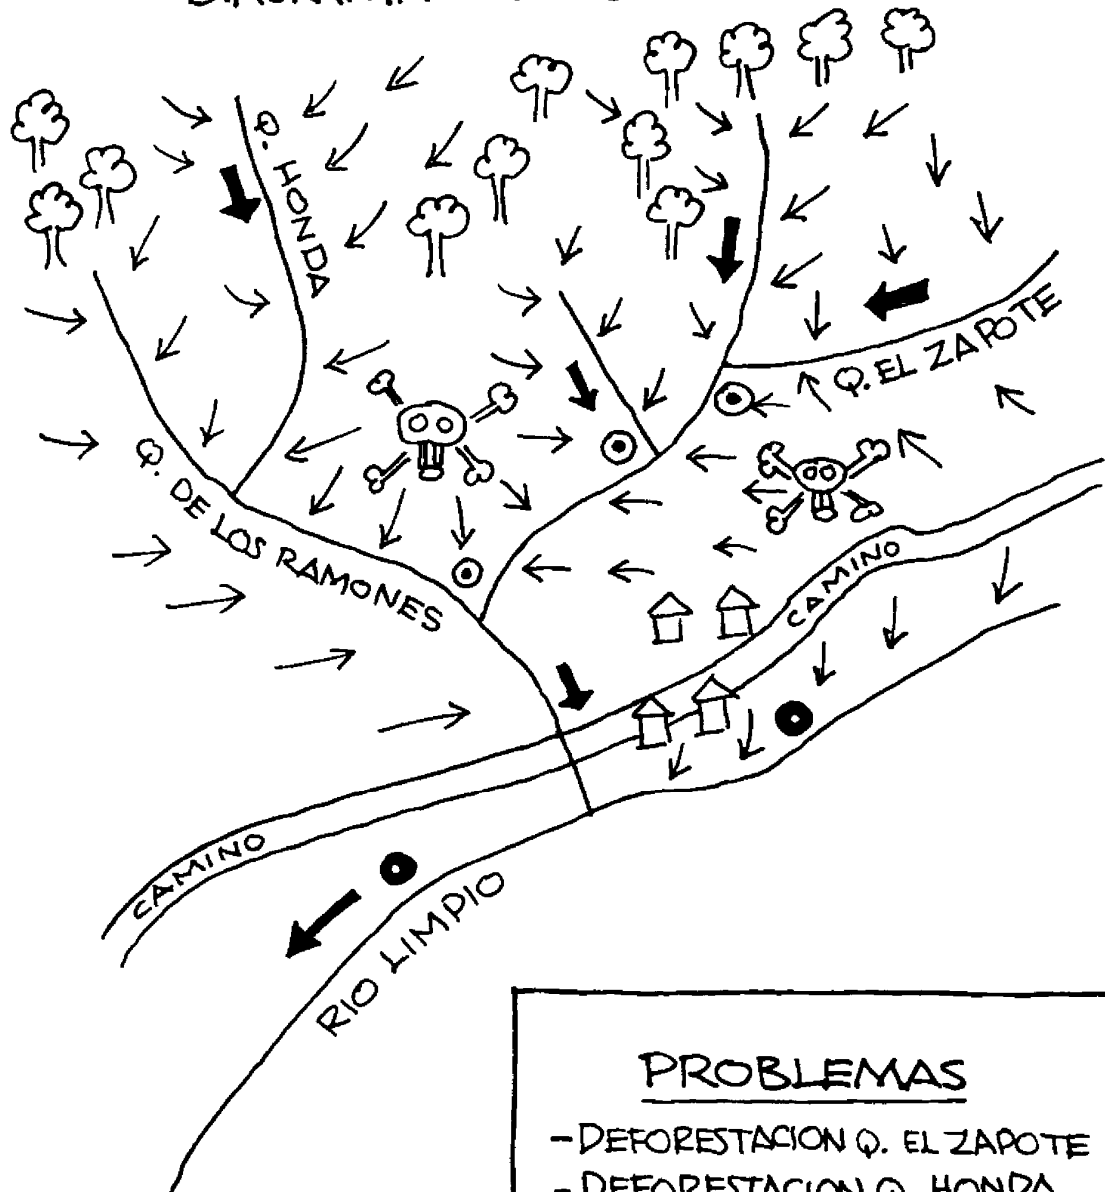 Q. HONDA
Q. EL ZAPOTE
Q. DE LOS RAMONES
CAMINO
CAMINO
RIO LIMPIO
PROBLEMAS
-DEFORESTACION Q. EL ZAPOTE
-DEFORESTACION Q. HONDA